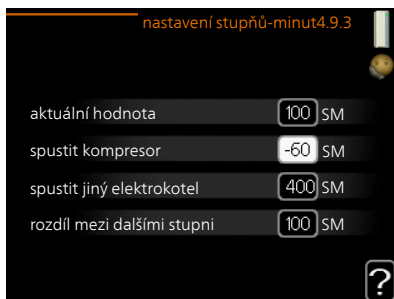 nastavení stupňů-minut4.9.3
aktuální hodnota 100 SM
spustit kompresor -60 SM
spustit jiný elektrokotel 400 SM
rozdíl mezi dalšími stupni 100 SM
?